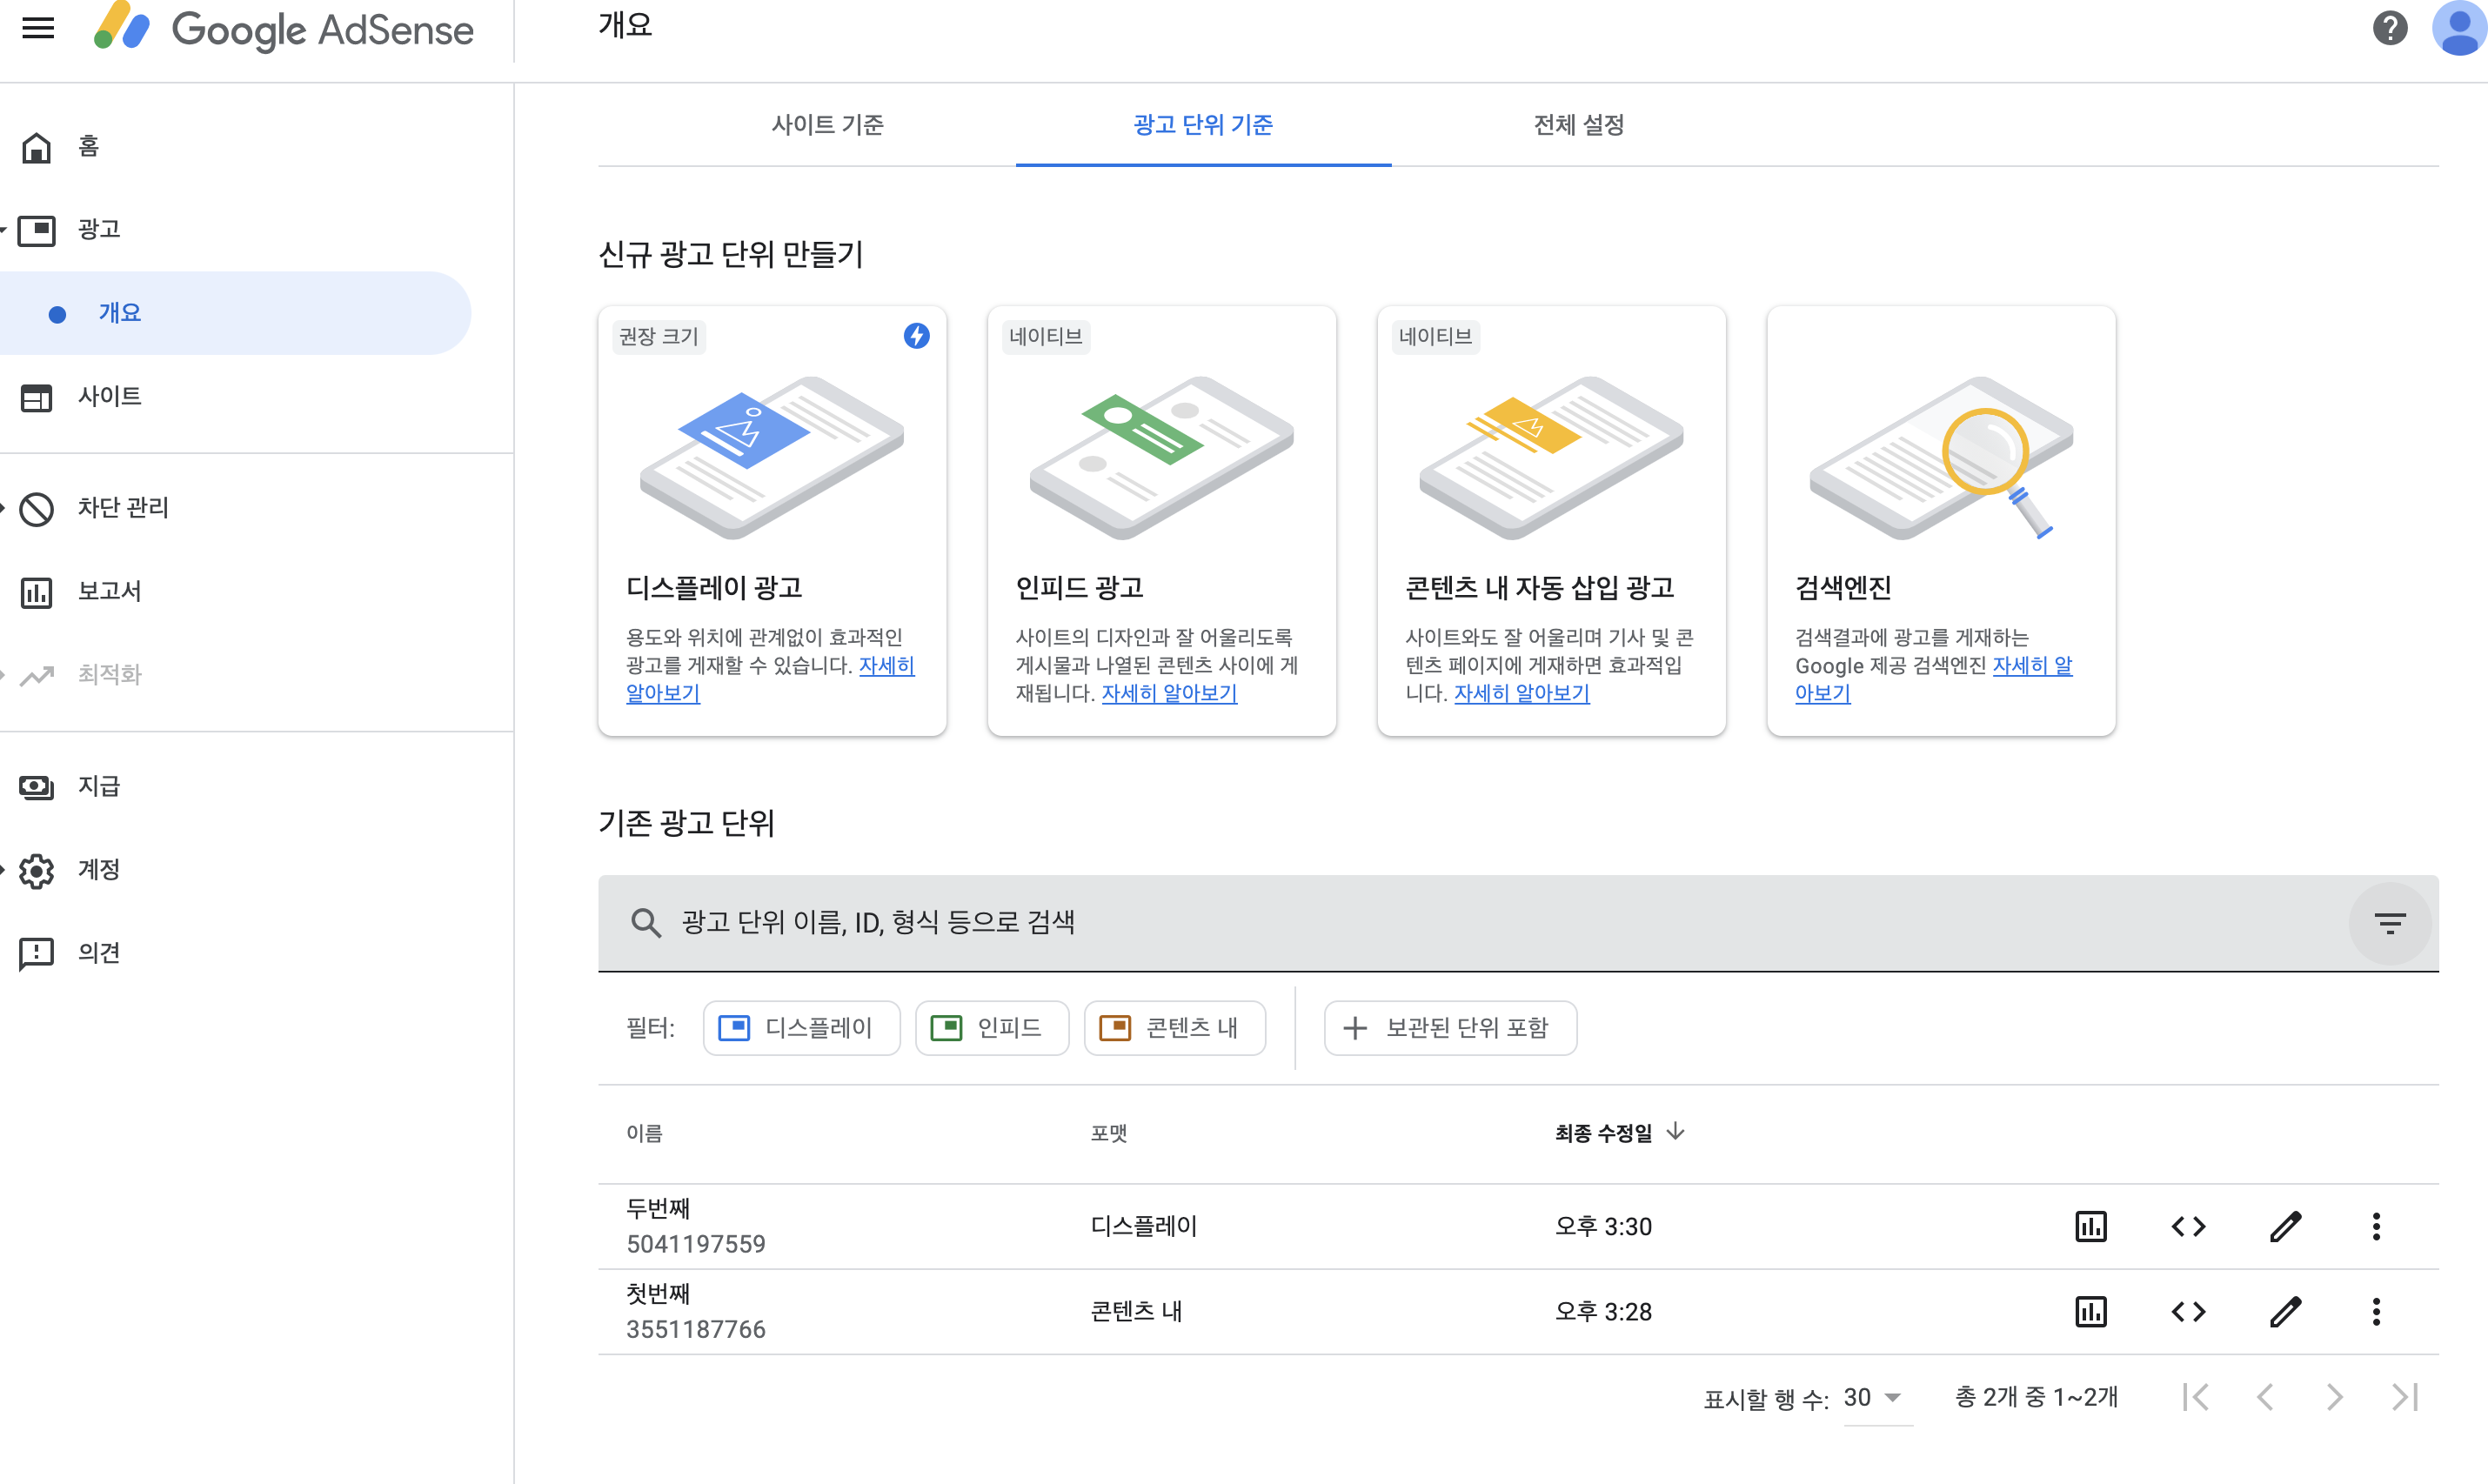 Google AdSense
개요
홈
광고
개요
사이트
차단 관리
보고서
최적화
지급
계정
의견
사이트 기준
광고 단위 기준
전체 설정
신규 광고 단위 만들기
권장 크기
디스플레이 광고
용도와 위치에 관계없이 효과적인
광고를 게재할 수 있습니다. 자세히
알아보기
네이티브
인피드 광고
사이트의 디자인과 잘 어울리도록
게시물과 나열된 콘텐츠 사이에 게
재됩니다. 자세히 알아보기
네이티브
콘텐츠 내 자동 삽입 광고
사이트와도 잘 어울리며 기사 및 콘
텐츠 페이지에 게재하면 효과적입
니다. 자세히 알아보기
검색엔진
검색결과에 광고를 게재하는
Google 제공 검색엔진 자세히 알
아보기
기존 광고 단위
광고 단위 이름, ID, 형식 등으로 검색
필터: 디스플레이 인피드 콘텐츠 내 보관된 단위 포함
이름 포맷 최종 수정일
두번째
5041197559
디스플레이 오후 3:30
첫번째
3551187766
콘텐츠 내 오후 3:28
표시할 행 수: 30 총 2개 중 1~2개